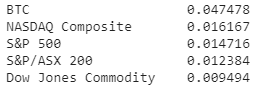 BTC 0.047478
NASDAQ Composite 0.016167
S&P 500 0.014716
S&P/ASX 200 0.012384
Dow Jones Commodity 0.009494